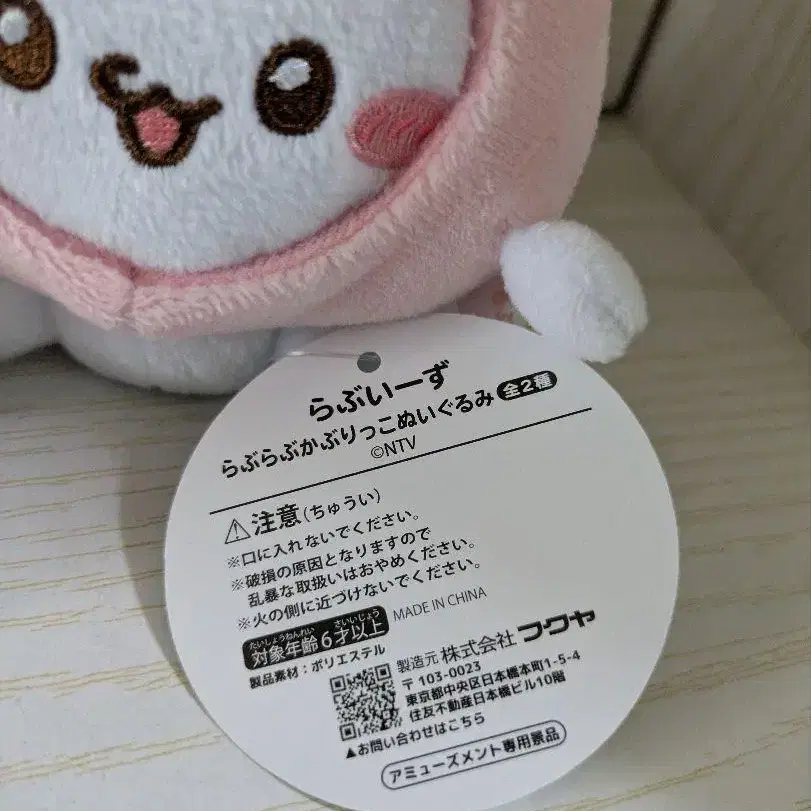 らぶいーず
らぶらぶかぶりっこぬいぐるみ 全2種
©NTV
⚠注意(ちゅうい)
※口に入れないでください。
※破損の原因となりますので
乱暴な取扱いはおやめください。
※火の側に近づけないでください。
たいしょうねんれい さいいじょう
対象年齢6才以上 MADE IN CHINA
製品素材:ポリエステル
製造元 株式会社 フクヤ
〒103-0023
東京都中央区日本橋本町1-5-4
住友不動産日本橋ビル10階
▲お問い合わせはこちら
アミューズメント専用景品